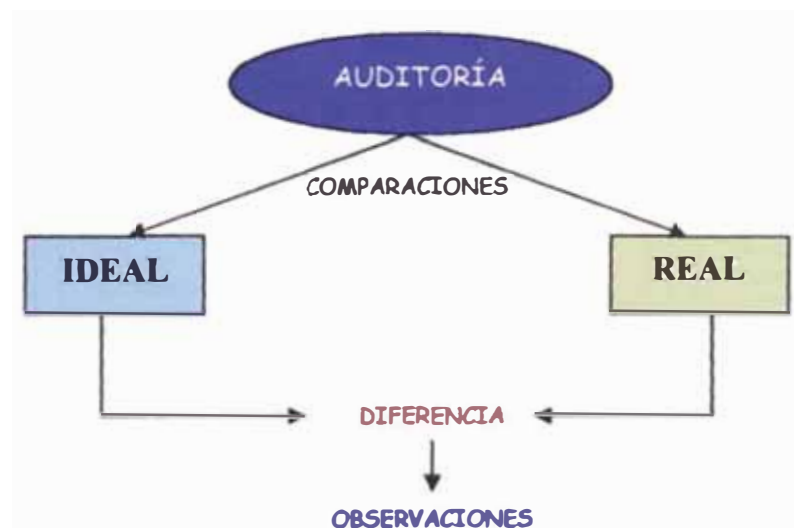 AUDITORÍA
COMPARACIONES
IDEAL
REAL
DIFERENCIA
OBSERVACIONES